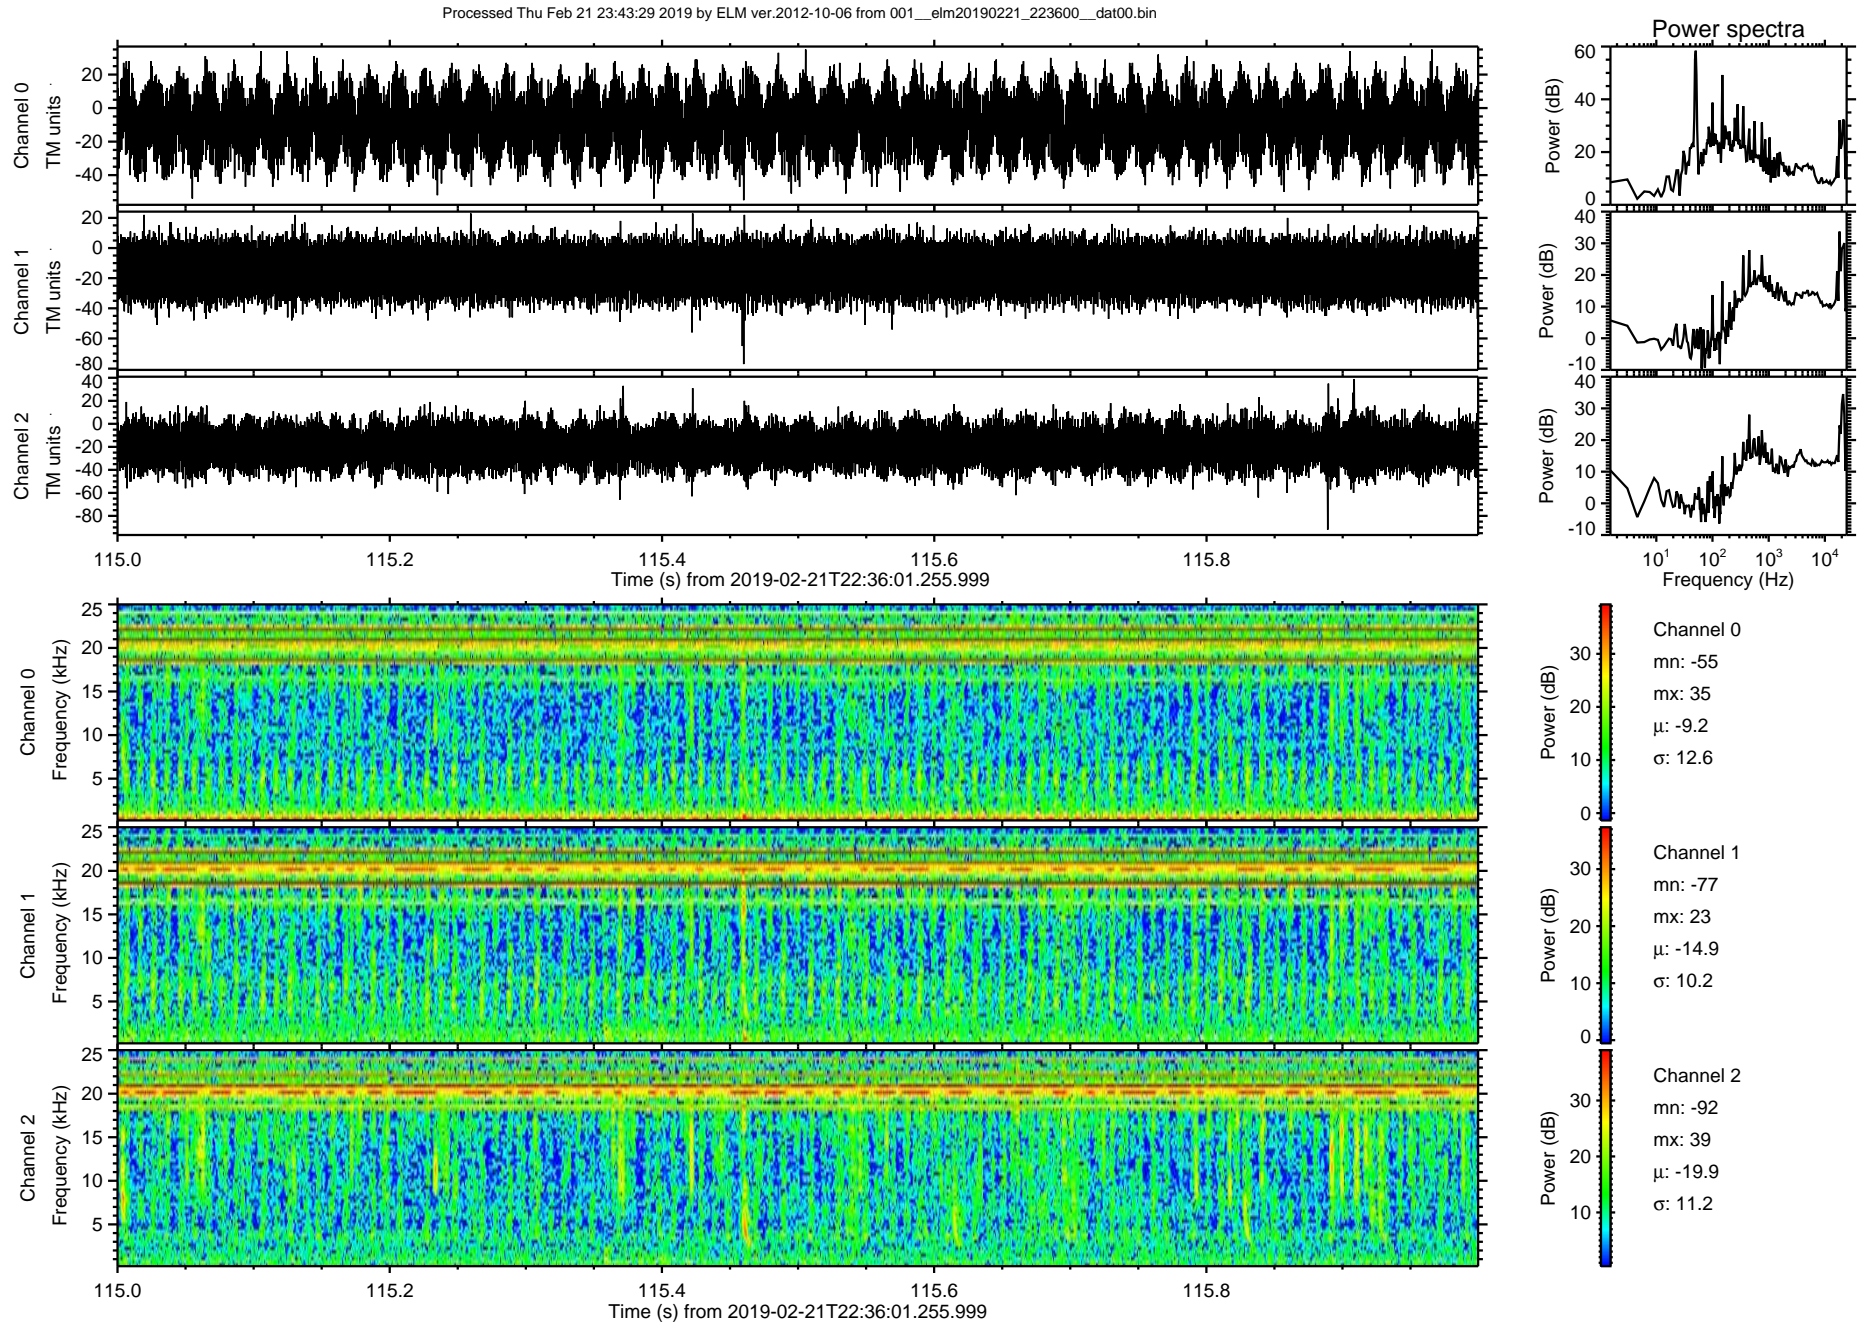 Processed Thu Feb 21 23:43:29 2019 by ELM ver.2012-10-06 from 001__elm20190221_223600__dat00.bin
Power spectra
Channel 0
TM units
20
0
-20
-40
Power (dB)
60
40
20
0
Channel 1
TM units
20
0
-20
-40
-60
-80
Power (dB)
40
30
20
10
0
-10
Channel 2
TM units
40
20
0
-20
-40
-60
-80
Power (dB)
40
30
20
10
0
-10
115.0 115.2 115.4 115.6 115.8
Time (s) from 2019-02-21T22:36:01.255.999
10^1 10^2 10^3 10^4
Frequency (Hz)
Channel 0
Frequency (kHz)
25
20
15
10
5
Power (dB)
30
20
10
0
Channel 0
mn: -55
mx: 35
μ: -9.2
σ: 12.6
Channel 1
Frequency (kHz)
25
20
15
10
5
Power (dB)
30
20
10
0
Channel 1
mn: -77
mx: 23
μ: -14.9
σ: 10.2
Channel 2
Frequency (kHz)
25
20
15
10
5
Power (dB)
30
20
10
Channel 2
mn: -92
mx: 39
μ: -19.9
σ: 11.2
115.0 115.2 115.4 115.6 115.8
Time (s) from 2019-02-21T22:36:01.255.999